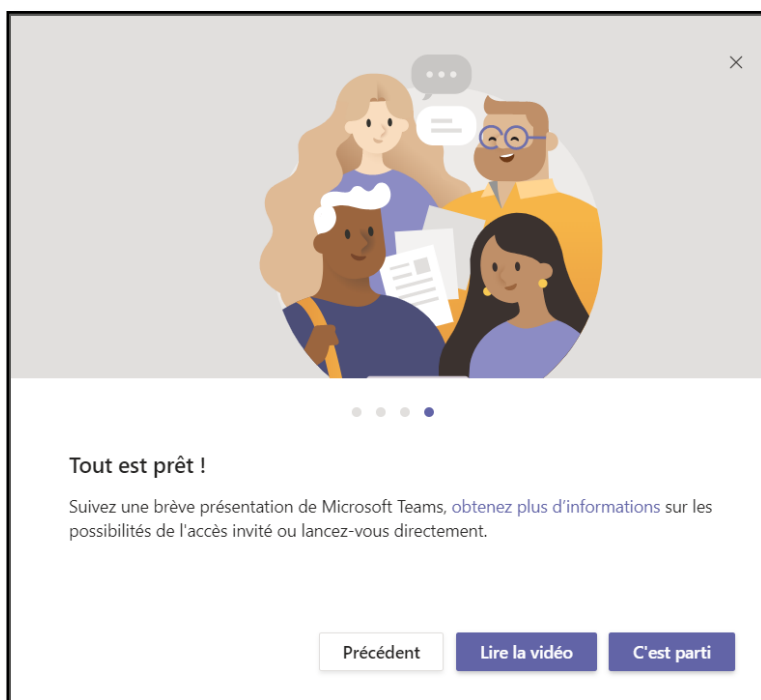 Tout est prêt !
Suivez une brève présentation de Microsoft Teams, obtenez plus d’informations sur les
possibilités de l'accès invité ou lancez-vous directement.
Précédent Lire la vidéo C'est parti